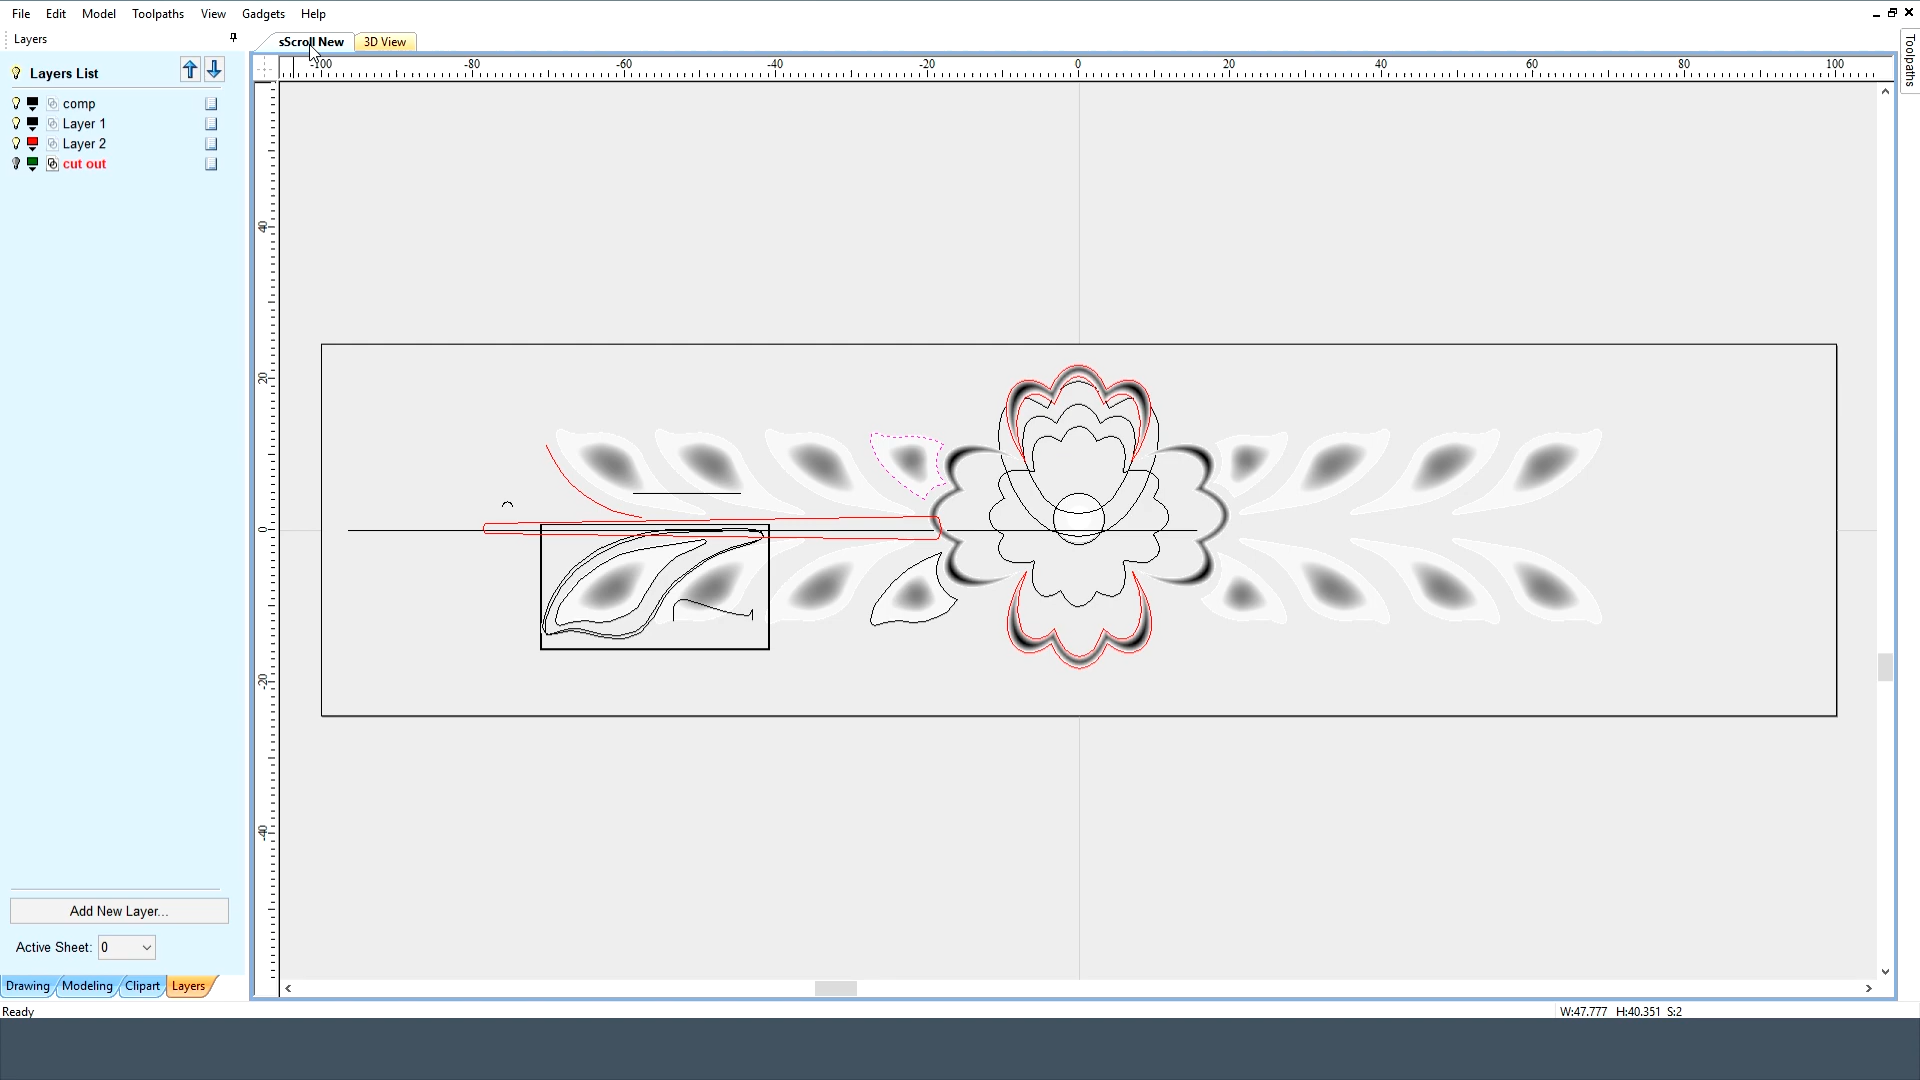 File Edit Model Toolpaths View Gadgets Help
Layers
sScroll New 3D View
Toolpaths
Layers List
-100 -80 -60 -40 -20 0 20 40 60 80 100
comp
Layer 1
Layer 2
cut out
40
20
0
-20
-40
Add New Layer...
Active Sheet: 0
Drawing Modeling Clipart Layers
Ready W:47.777 H:40.351 S:2